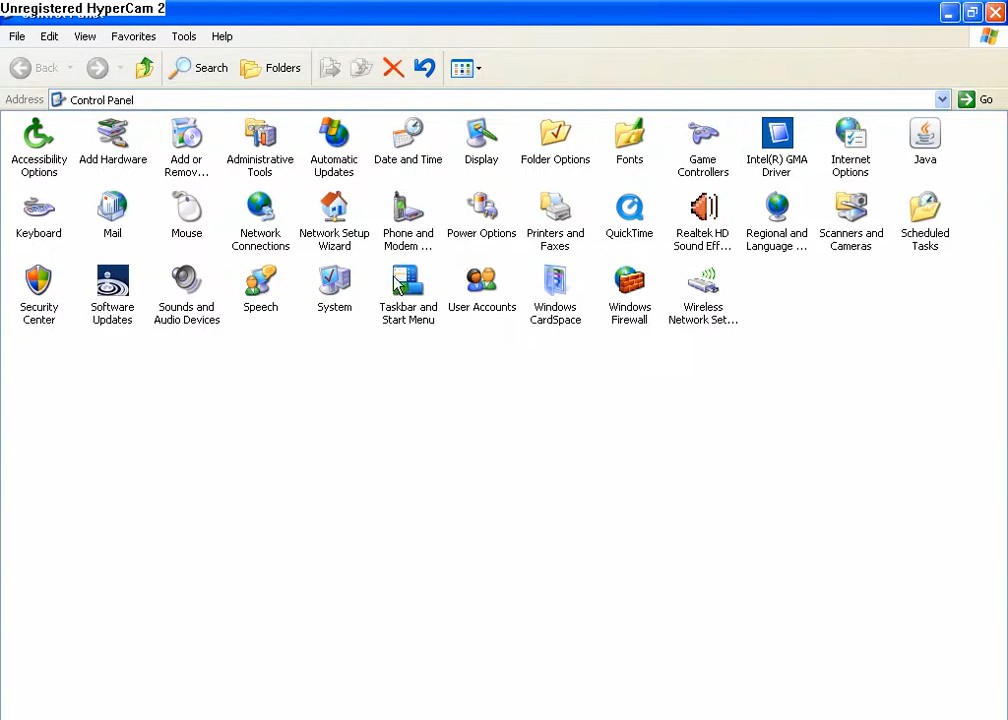 Unregistered HyperCam 2
File Edit View Favorites Tools Help
Back Search Folders
Address Control Panel Go
Accessibility Options
Add Hardware
Add or Remov...
Administrative Tools
Automatic Updates
Date and Time
Display
Folder Options
Fonts
Game Controllers
Intel(R) GMA Driver
Internet Options
Java
Keyboard
Mail
Mouse
Network Connections
Network Setup Wizard
Phone and Modem ...
Power Options
Printers and Faxes
QuickTime
Realtek HD Sound Eff...
Regional and Language ...
Scanners and Cameras
Scheduled Tasks
Security Center
Software Updates
Sounds and Audio Devices
Speech
System
Taskbar and Start Menu
User Accounts
Windows CardSpace
Windows Firewall
Wireless Network Set...